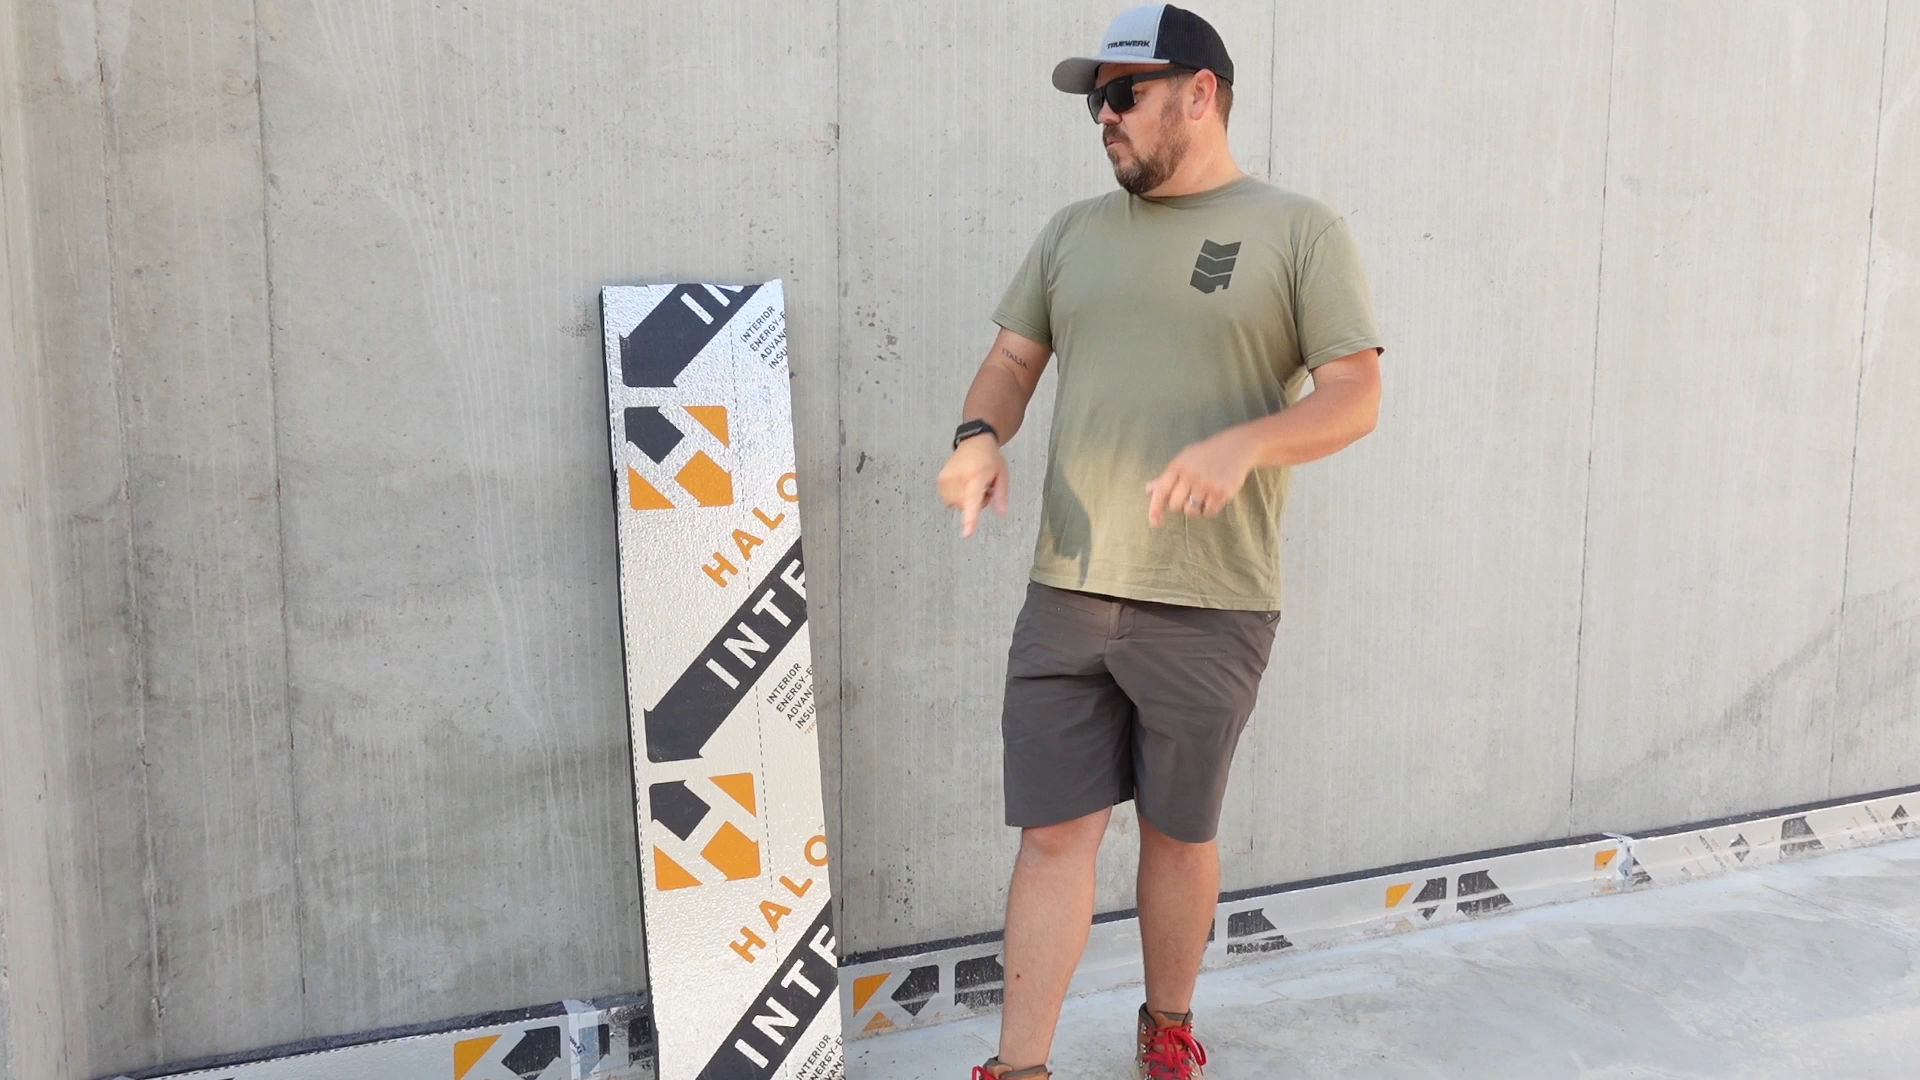 TRUEWERK
ITALIA
IN
INTERIOR
ENERGY-E
ADVAN
INSU
HALO
INTE
INTERIOR
ENERGY-E
ADVAN
INSU
HALO
INTE
INTERIOR
ENERGY-E
ADVAN